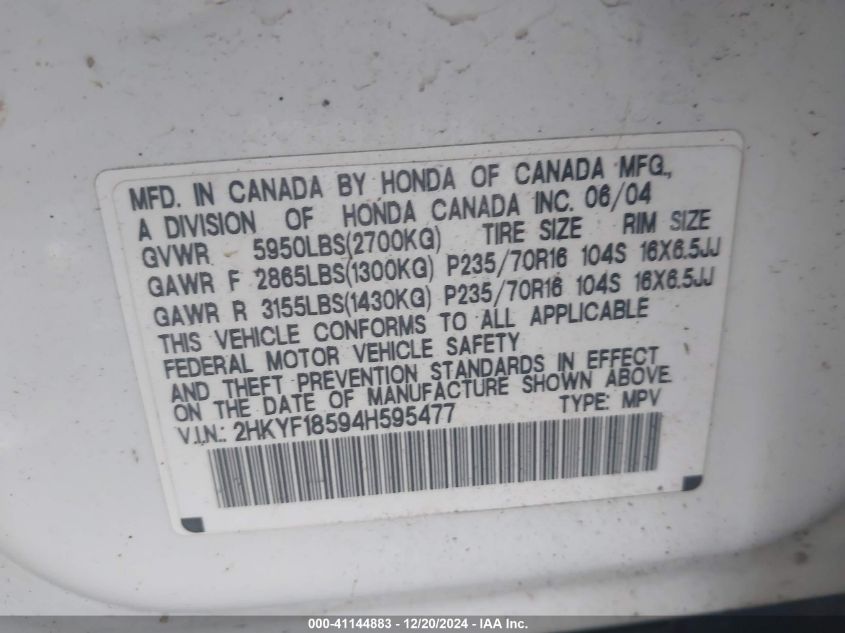 MFD. IN CANADA BY HONDA OF CANADA MFG.,
A DIVISION OF HONDA CANADA INC. 06/04
GVWR 5950LBS(2700KG) TIRE SIZE RIM SIZE
GAWR F 2865LBS(1300KG) P235/70R16 104S 16X6.5JJ
GAWR R 3155LBS(1430KG) P235/70R16 104S 16X6.5JJ
THIS VEHICLE CONFORMS TO ALL APPLICABLE
FEDERAL MOTOR VEHICLE SAFETY
AND THEFT PREVENTION STANDARDS IN EFFECT
ON THE DATE OF MANUFACTURE SHOWN ABOVE.
V.I.N.: 2HKYF18594H595477 TYPE: MPV
000-41144883 - 12/20/2024 - IAA Inc.